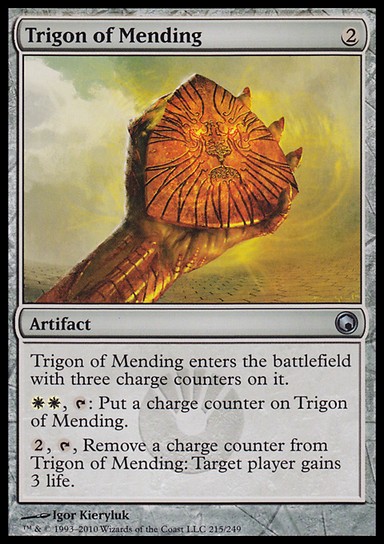 Trigon of Mending 2
Artifact
Trigon of Mending enters the battlefield
with three charge counters on it.
: Put a charge counter on Trigon
of Mending.
2, , Remove a charge counter from
Trigon of Mending: Target player gains
3 life.
Igor Kieryluk
™ & © 1993–2010 Wizards of the Coast LLC 215/249